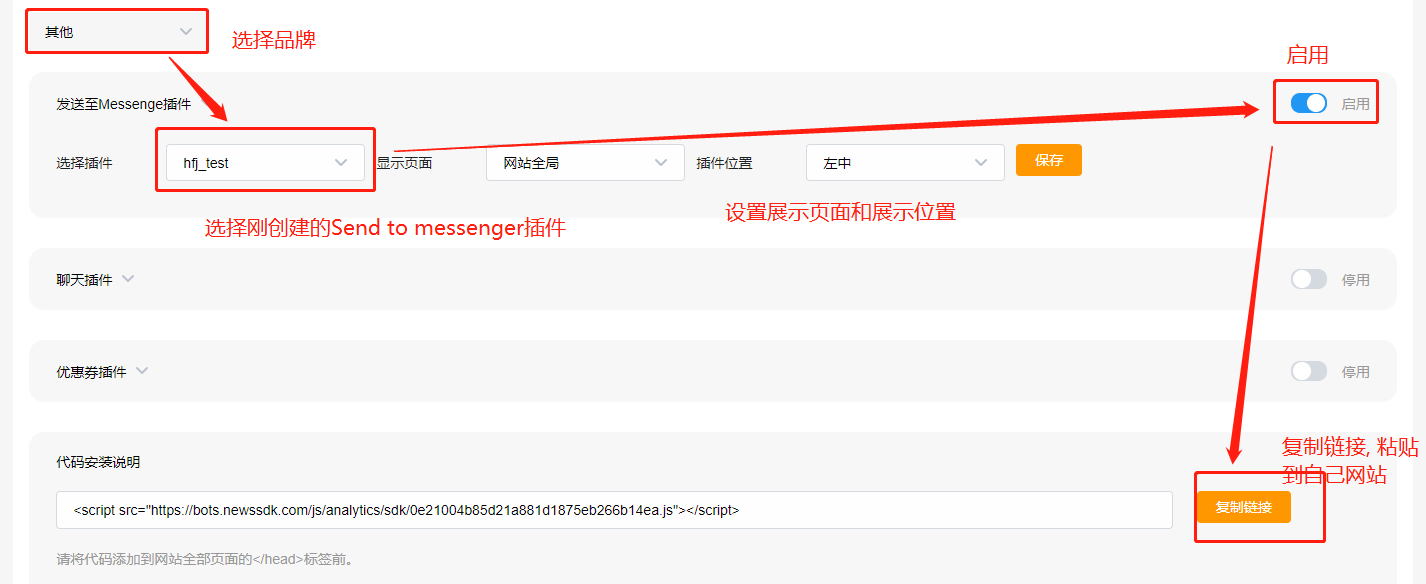 其他
选择品牌
启用
发送至Messenge插件
启用
选择插件
hfj_test
显示页面
网站全局
插件位置
左中
保存
选择刚创建的Send to messenger插件
设置展示页面和展示位置
聊天插件
停用
优惠券插件
停用
代码安装说明
复制链接, 粘贴
到自己网站
<script src="https://bots.newssdk.com/js/analytics/sdk/0e21004b85d21a881d1875eb266b14ea.js"></script>
复制链接
请将代码添加到网站全部页面的</head>标签前。